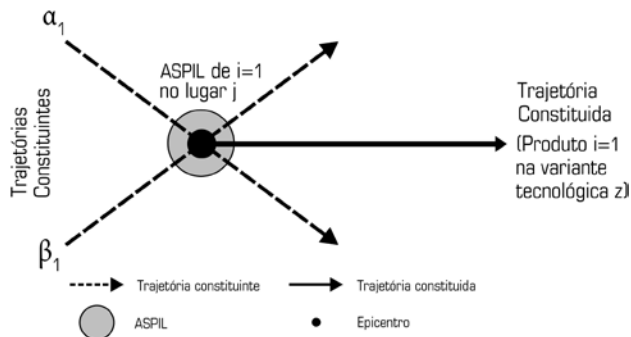 α1
ASPIL de i=1
no lugar j
Trajetórias
Constituintes
Trajetória
Constituída
(Produto i=1
na variante
tecnológica z)
β1
Trajetória constituinte
Trajetória constituida
ASPIL
Epicentro